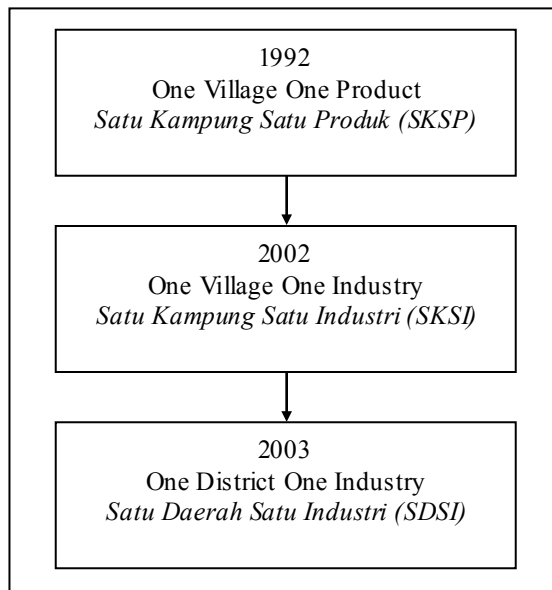 1992
One Village One Product
Satu Kampung Satu Produk (SKSP)
2002
One Village One Industry
Satu Kampung Satu Industri (SKSI)
2003
One District One Industry
Satu Daerah Satu Industri (SDSI)